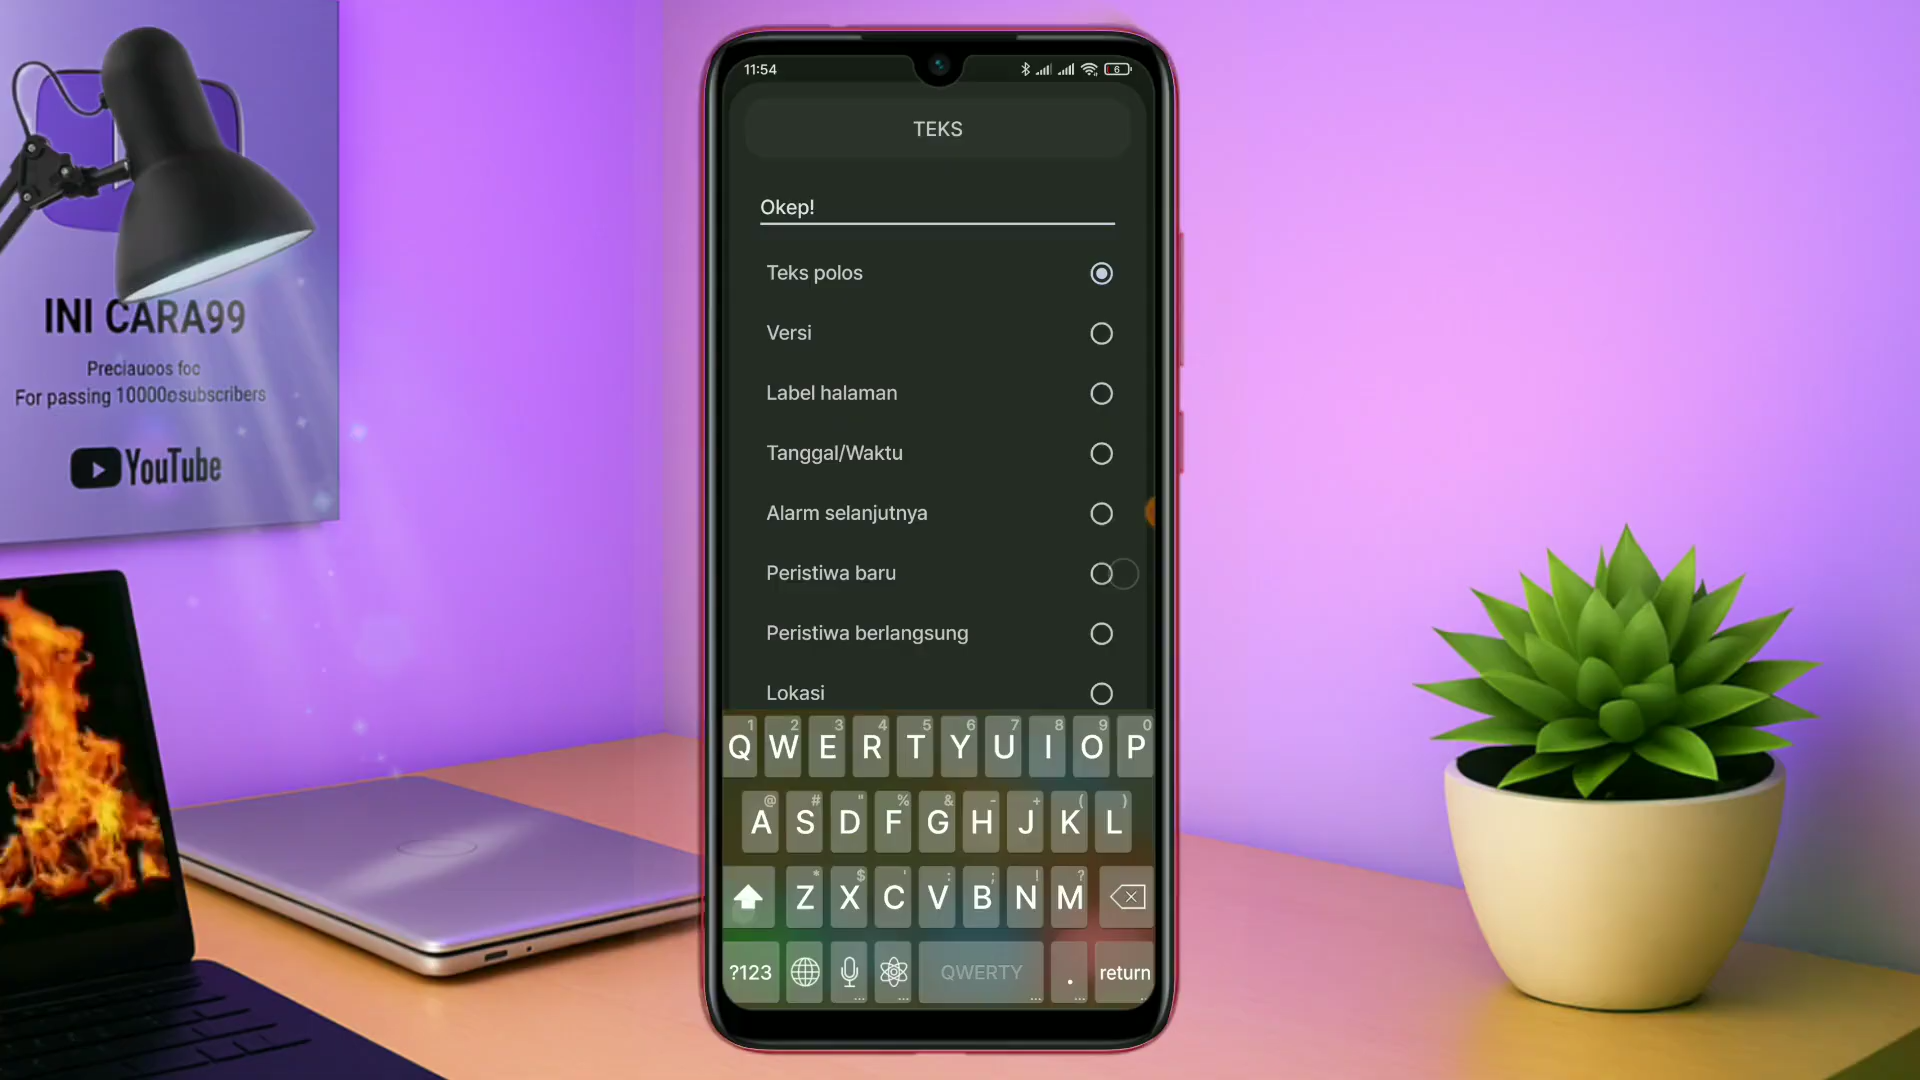 INI CARA99
Preciauoos foc
For passing 10000osubscribers
YouTube
11:54
6
TEKS
Okep!
Teks polos
Versi
Label halaman
Tanggal/Waktu
Alarm selanjutnya
Peristiwa baru
Peristiwa berlangsung
Lokasi
1 2 3 4 5 6 7 8 9 0
Q W E R T Y U I O P
@ # " % & - + ( )
A S D F G H J K L
* $ ' : ; ! ?
Z X C V B N M
?123 QWERTY . return